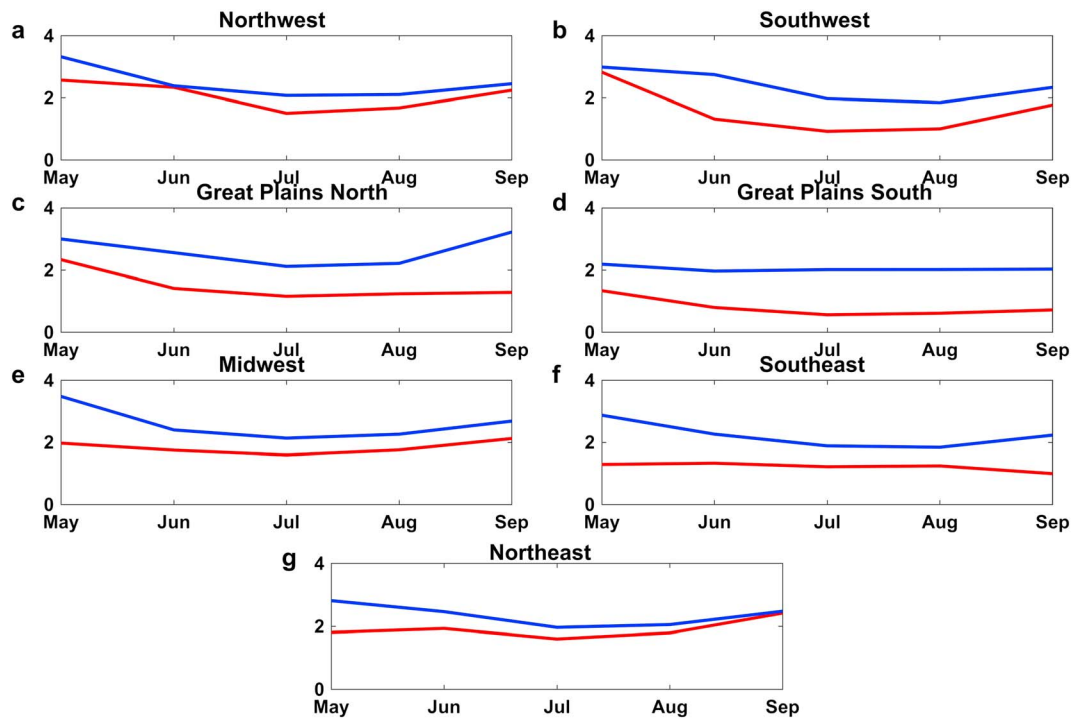 a Northwest
4
2
0
May Jun Jul Aug Sep
b Southwest
4
2
0
May Jun Jul Aug Sep
c Great Plains North
4
2
0
May Jun Jul Aug Sep
d Great Plains South
4
2
0
May Jun Jul Aug Sep
e Midwest
4
2
0
May Jun Jul Aug Sep
f Southeast
4
2
0
May Jun Jul Aug Sep
g Northeast
4
2
0
May Jun Jul Aug Sep